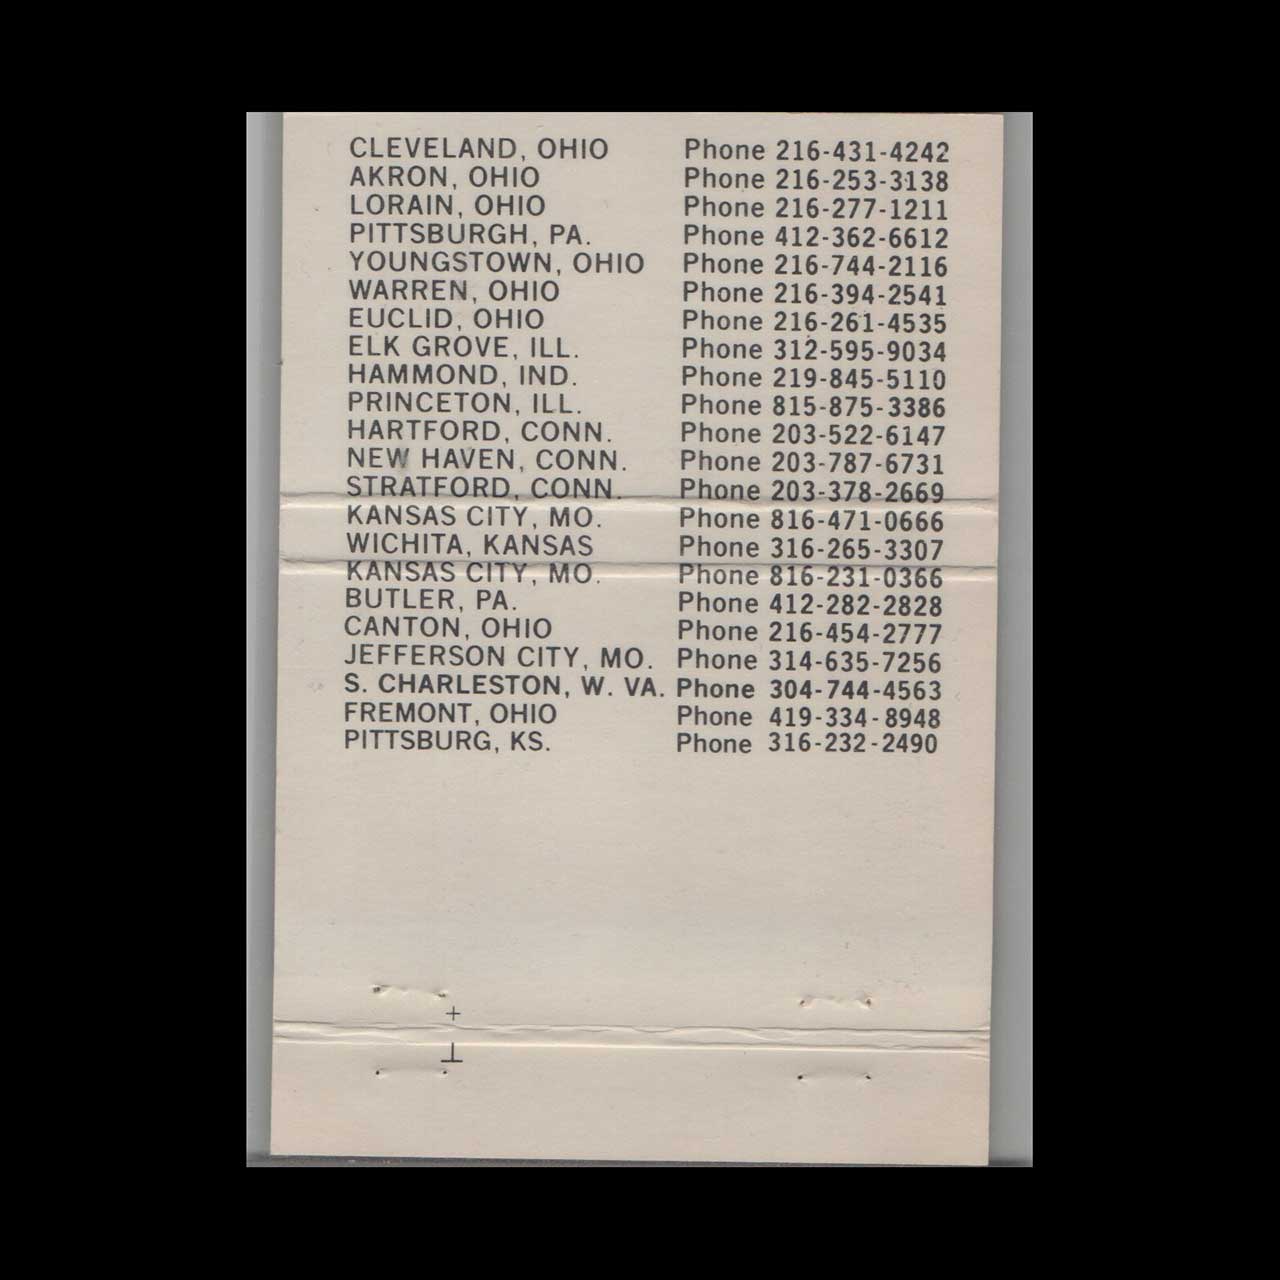 CLEVELAND, OHIO Phone 216-431-4242
AKRON, OHIO Phone 216-253-3138
LORAIN, OHIO Phone 216-277-1211
PITTSBURGH, PA. Phone 412-362-6612
YOUNGSTOWN, OHIO Phone 216-744-2116
WARREN, OHIO Phone 216-394-2541
EUCLID, OHIO Phone 216-261-4535
ELK GROVE, ILL. Phone 312-595-9034
HAMMOND, IND. Phone 219-845-5110
PRINCETON, ILL. Phone 815-875-3386
HARTFORD, CONN. Phone 203-522-6147
NEW HAVEN, CONN. Phone 203-787-6731
STRATFORD, CONN. Phone 203-378-2669
KANSAS CITY, MO. Phone 816-471-0666
WICHITA, KANSAS Phone 316-265-3307
KANSAS CITY, MO. Phone 816-231-0366
BUTLER, PA. Phone 412-282-2828
CANTON, OHIO Phone 216-454-2777
JEFFERSON CITY, MO. Phone 314-635-7256
S. CHARLESTON, W. VA. Phone 304-744-4563
FREMONT, OHIO Phone 419-334-8948
PITTSBURG, KS. Phone 316-232-2490